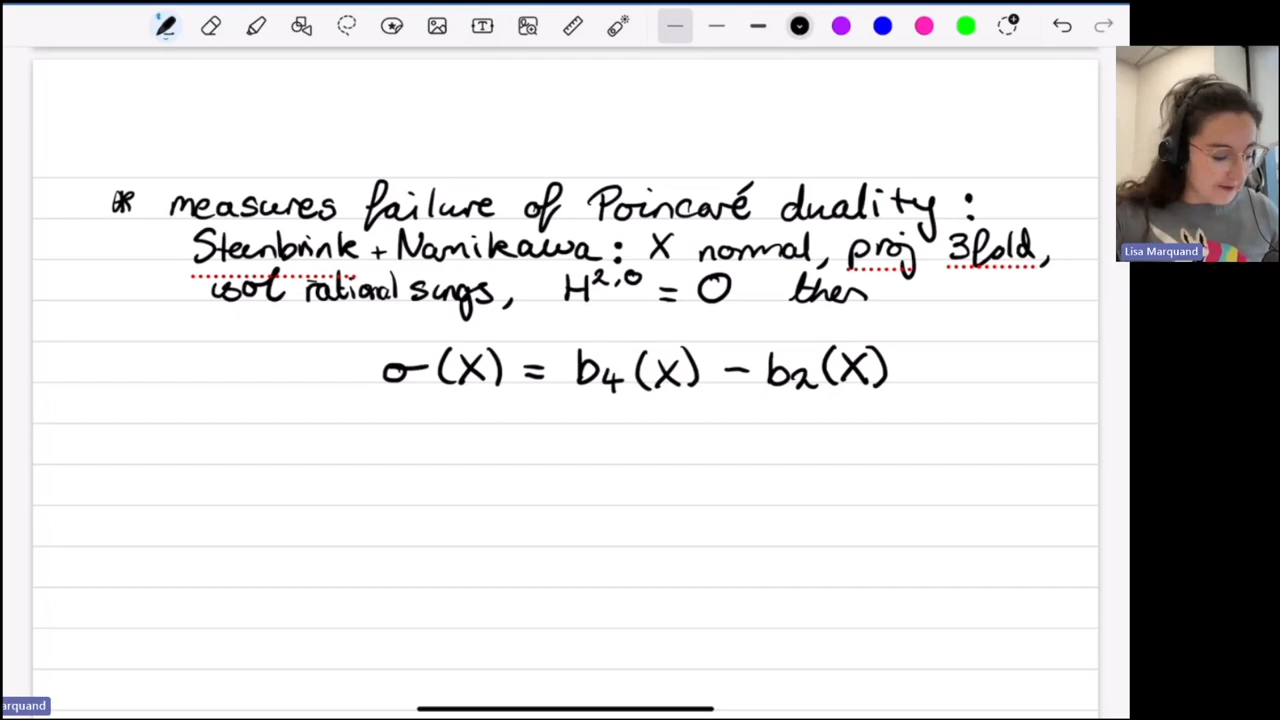 * measures failure of Poincaré duality :
Steenbrink + Namikawa : X normal, proj 3fold,
isol rational sings, H²,⁰ = 0 then
σ(X) = b₄(X) - b₂(X)
Lisa Marquand
arquand